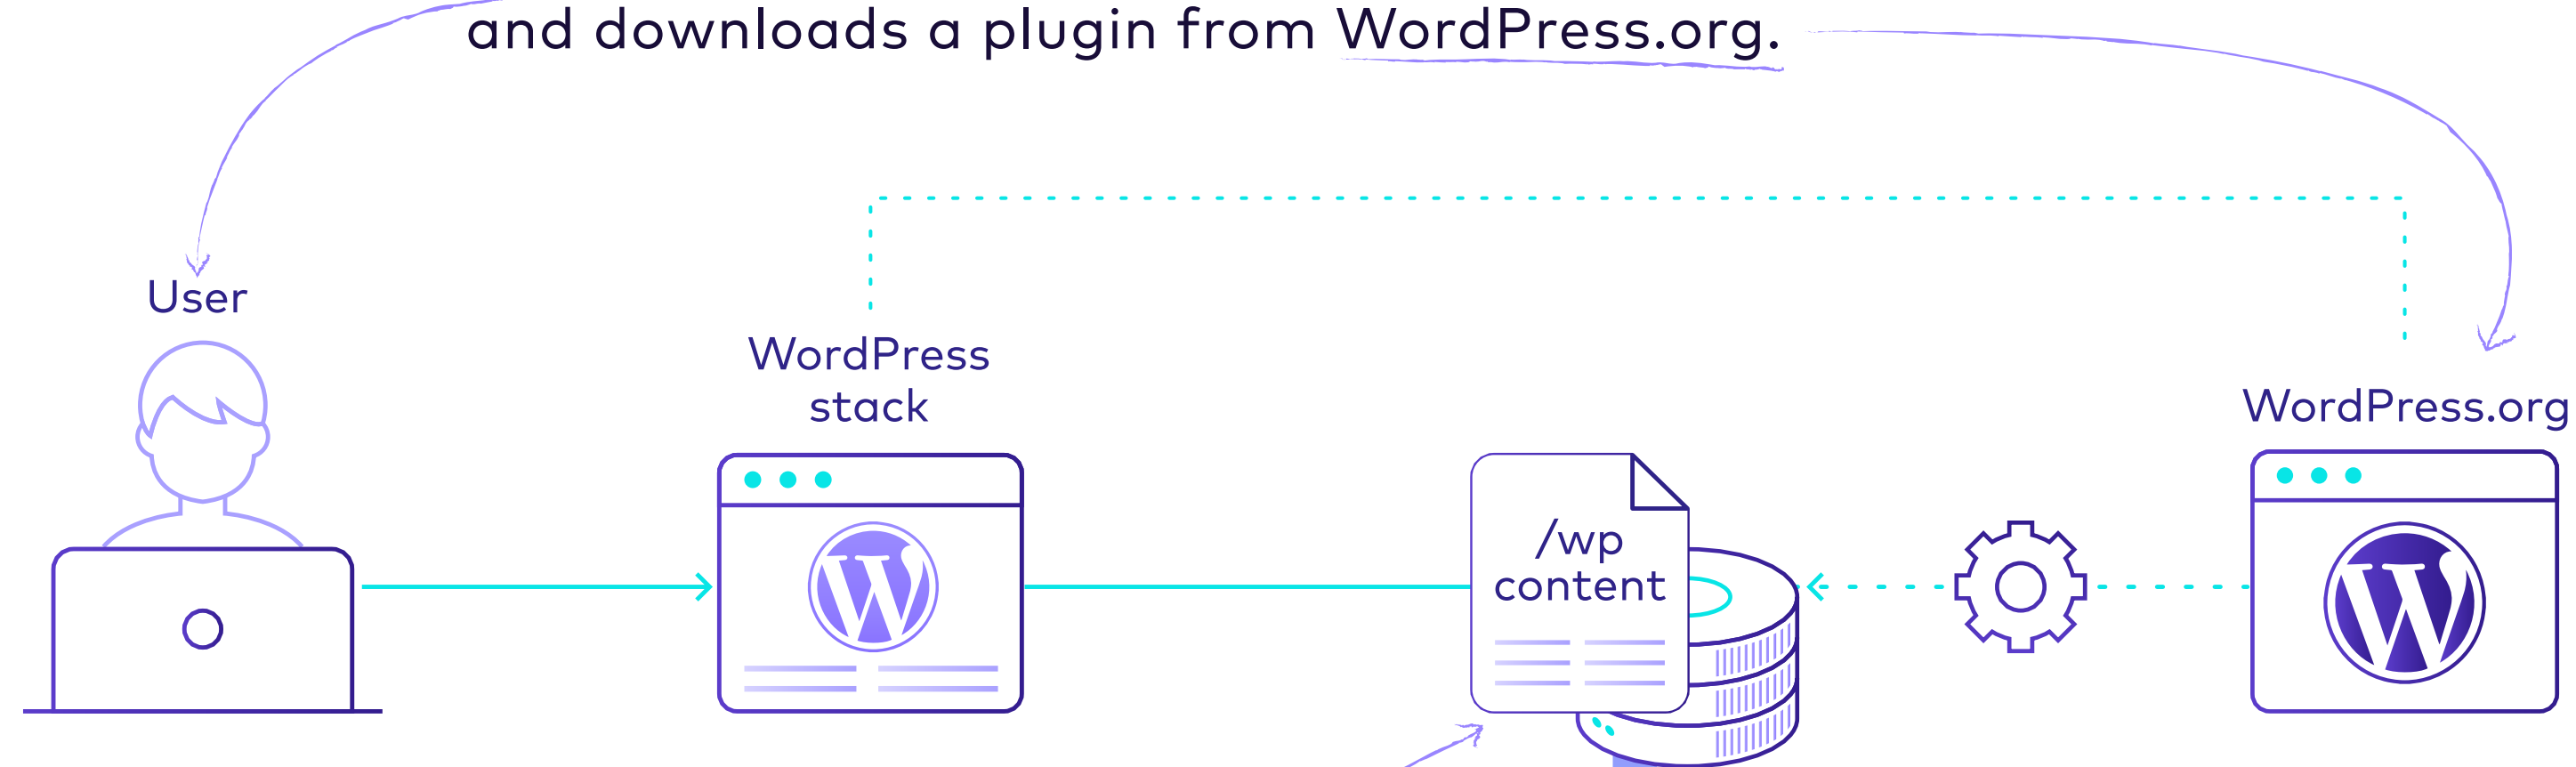 and downloads a plugin from WordPress.org.
User
WordPress
stack
WordPress.org
/wp
content